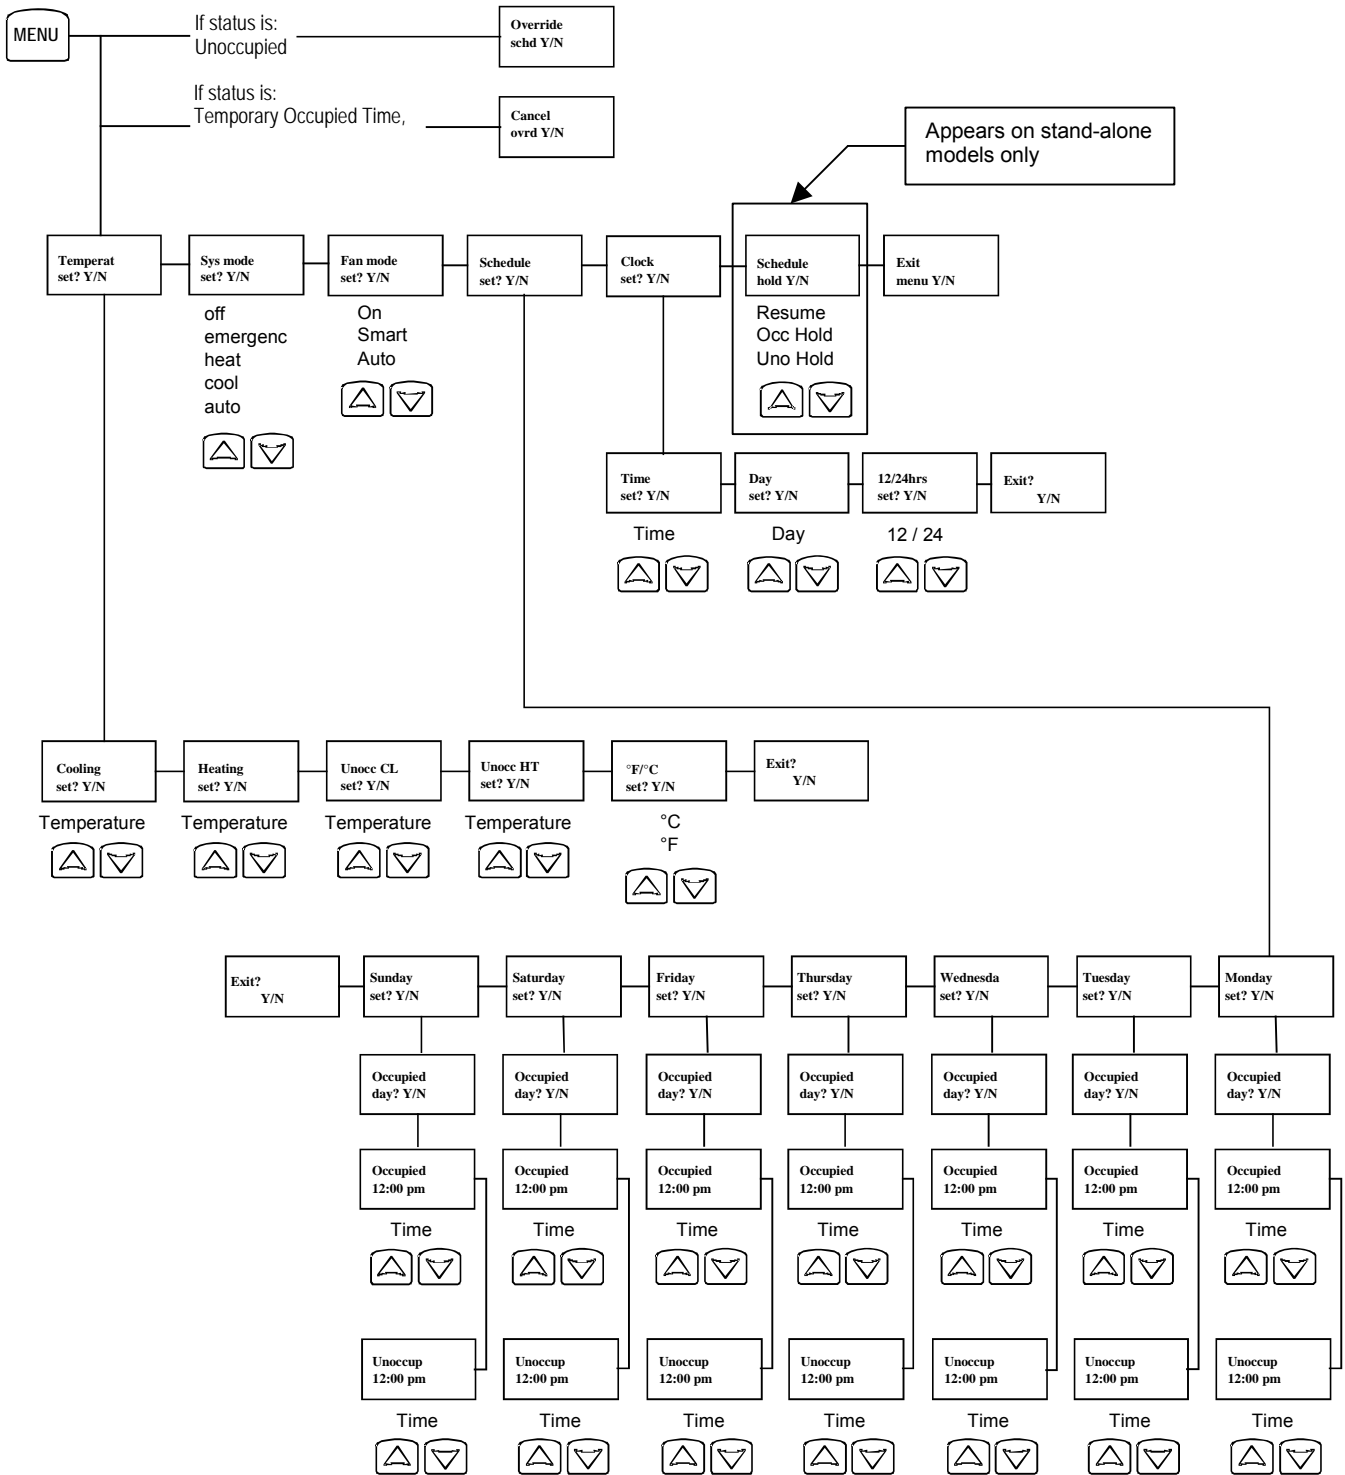 MENU
If status is:
Unoccupied
Override
schd Y/N
If status is:
Temporary Occupied Time,
Cancel
ovrd Y/N
Appears on stand-alone
models only
Temperat
set? Y/N
Sys mode
set? Y/N
off
emergenc
heat
cool
auto
Fan mode
set? Y/N
On
Smart
Auto
Schedule
set? Y/N
Clock
set? Y/N
Schedule
hold Y/N
Resume
Occ Hold
Uno Hold
Exit
menu Y/N
Time
set? Y/N
Time
Day
set? Y/N
Day
12/24hrs
set? Y/N
12 / 24
Exit?
Y/N
Cooling
set? Y/N
Temperature
Heating
set? Y/N
Temperature
Unocc CL
set? Y/N
Temperature
Unocc HT
set? Y/N
Temperature
°F/°C
set? Y/N
°C
°F
Exit?
Y/N
Exit?
Y/N
Sunday
set? Y/N
Saturday
set? Y/N
Friday
set? Y/N
Thursday
set? Y/N
Wednesda
set? Y/N
Tuesday
set? Y/N
Monday
set? Y/N
Occupied
day? Y/N
Occupied
day? Y/N
Occupied
day? Y/N
Occupied
day? Y/N
Occupied
day? Y/N
Occupied
day? Y/N
Occupied
day? Y/N
Occupied
12:00 pm
Occupied
12:00 pm
Occupied
12:00 pm
Occupied
12:00 pm
Occupied
12:00 pm
Occupied
12:00 pm
Occupied
12:00 pm
Time
Time
Time
Time
Time
Time
Time
Unoccup
12:00 pm
Unoccup
12:00 pm
Unoccup
12:00 pm
Unoccup
12:00 pm
Unoccup
12:00 pm
Unoccup
12:00 pm
Unoccup
12:00 pm
Time
Time
Time
Time
Time
Time
Time